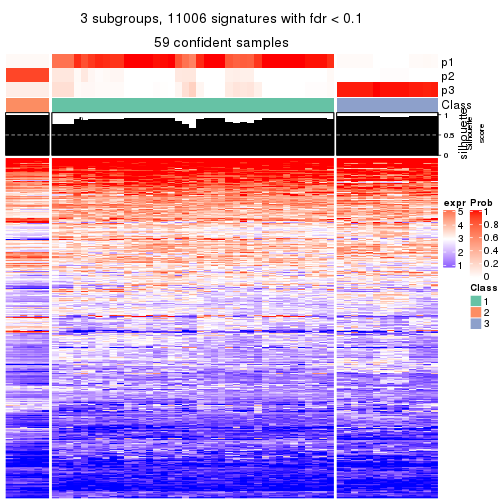 3 subgroups, 11006 signatures with fdr < 0.1
59 confident samples
p1
p2
p3
Class
1
0.5
0
silhouette
silhouette
score
expr
5
4
3
2
1
Prob
1
0.8
0.6
0.4
0.2
0
Class
1
2
3